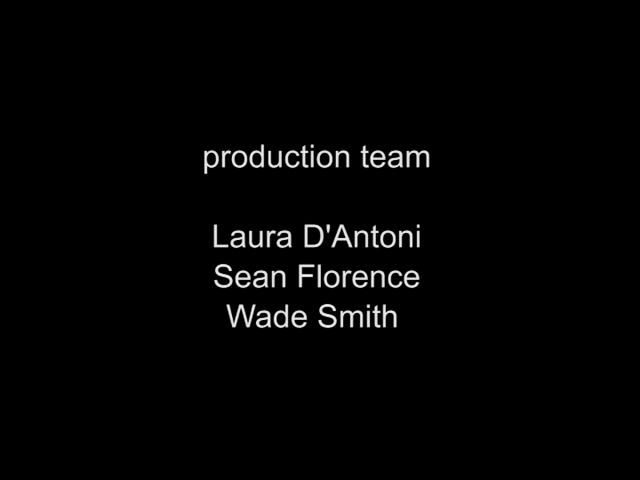 production team
Laura D'Antoni
Sean Florence
Wade Smith